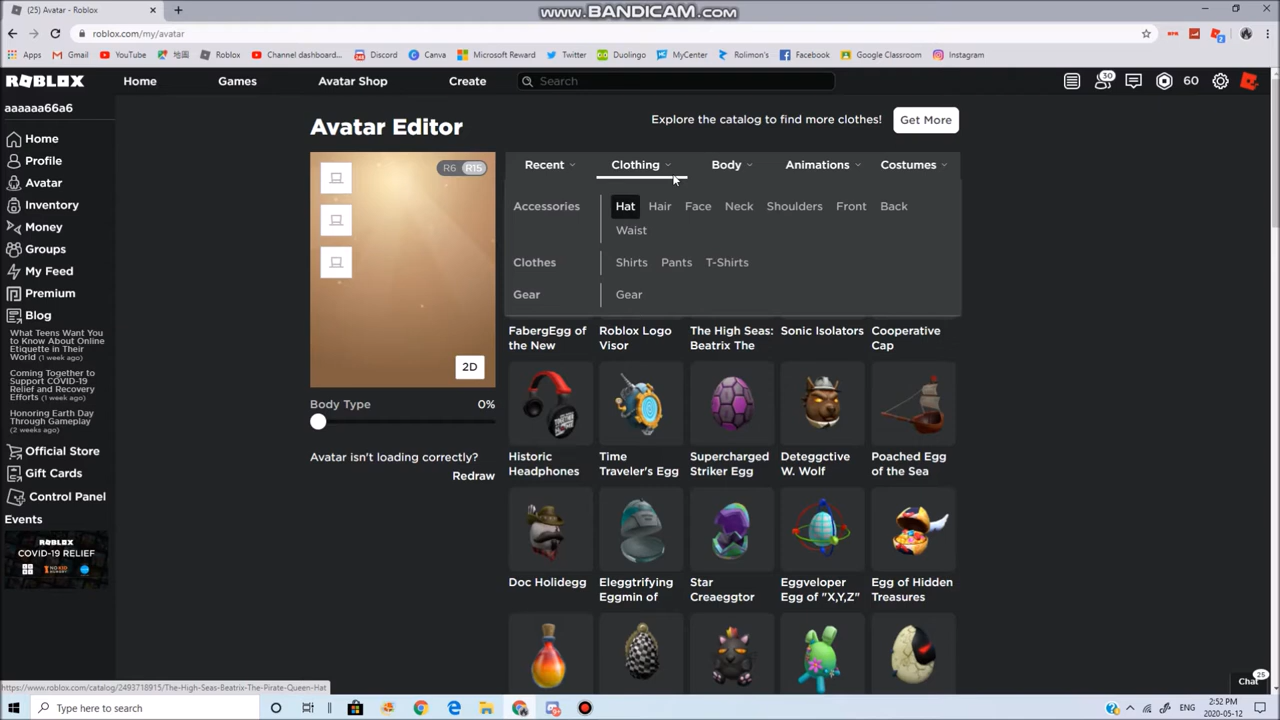 www.BANDICAM.com
(25) Avatar - Roblox
roblox.com/my/avatar
Apps
Gmail
YouTube
地圖
Roblox
Channel dashboard...
Discord
Canva
Microsoft Reward
Twitter
Duolingo
MyCenter
Rolimon's
Facebook
Google Classroom
Instagram
ROBLOX
Home
Games
Avatar Shop
Create
Search
30
60
aaaaaa66a6
Home
Profile
Avatar
Inventory
Money
Groups
My Feed
Premium
Blog
What Teens Want You
to Know About Online
Etiquette in Their
World (1 week ago)
Coming Together to
Support COVID-19
Relief and Recovery
Efforts (1 week ago)
Honoring Earth Day
Through Gameplay
(2 weeks ago)
Official Store
Gift Cards
Control Panel
Events
ROBLOX
COVID-19 RELIEF
Avatar Editor
Explore the catalog to find more clothes!
Get More
R6
R15
2D
Body Type
0%
Avatar isn't loading correctly?
Redraw
Recent
Clothing
Body
Animations
Costumes
Accessories
Hat
Hair
Face
Neck
Shoulders
Front
Back
Waist
Clothes
Shirts
Pants
T-Shirts
Gear
Gear
FabergEgg of
the New
Roblox Logo
Visor
The High Seas:
Beatrix The
Sonic Isolators
Cooperative
Cap
Historic
Headphones
Time
Traveler's Egg
Supercharged
Striker Egg
Deteggctive
W. Wolf
Poached Egg
of the Sea
Doc Holidegg
Eleggtrifying
Eggmin of
Star
Creaeggtor
Eggveloper
Egg of "X,Y,Z"
Egg of Hidden
Treasures
https://www.roblox.com/catalog/2493718915/The-High-Seas-Beatrix-The-Pirate-Queen-Hat
Chat
25
Type here to search
2:52 PM
2020-05-12